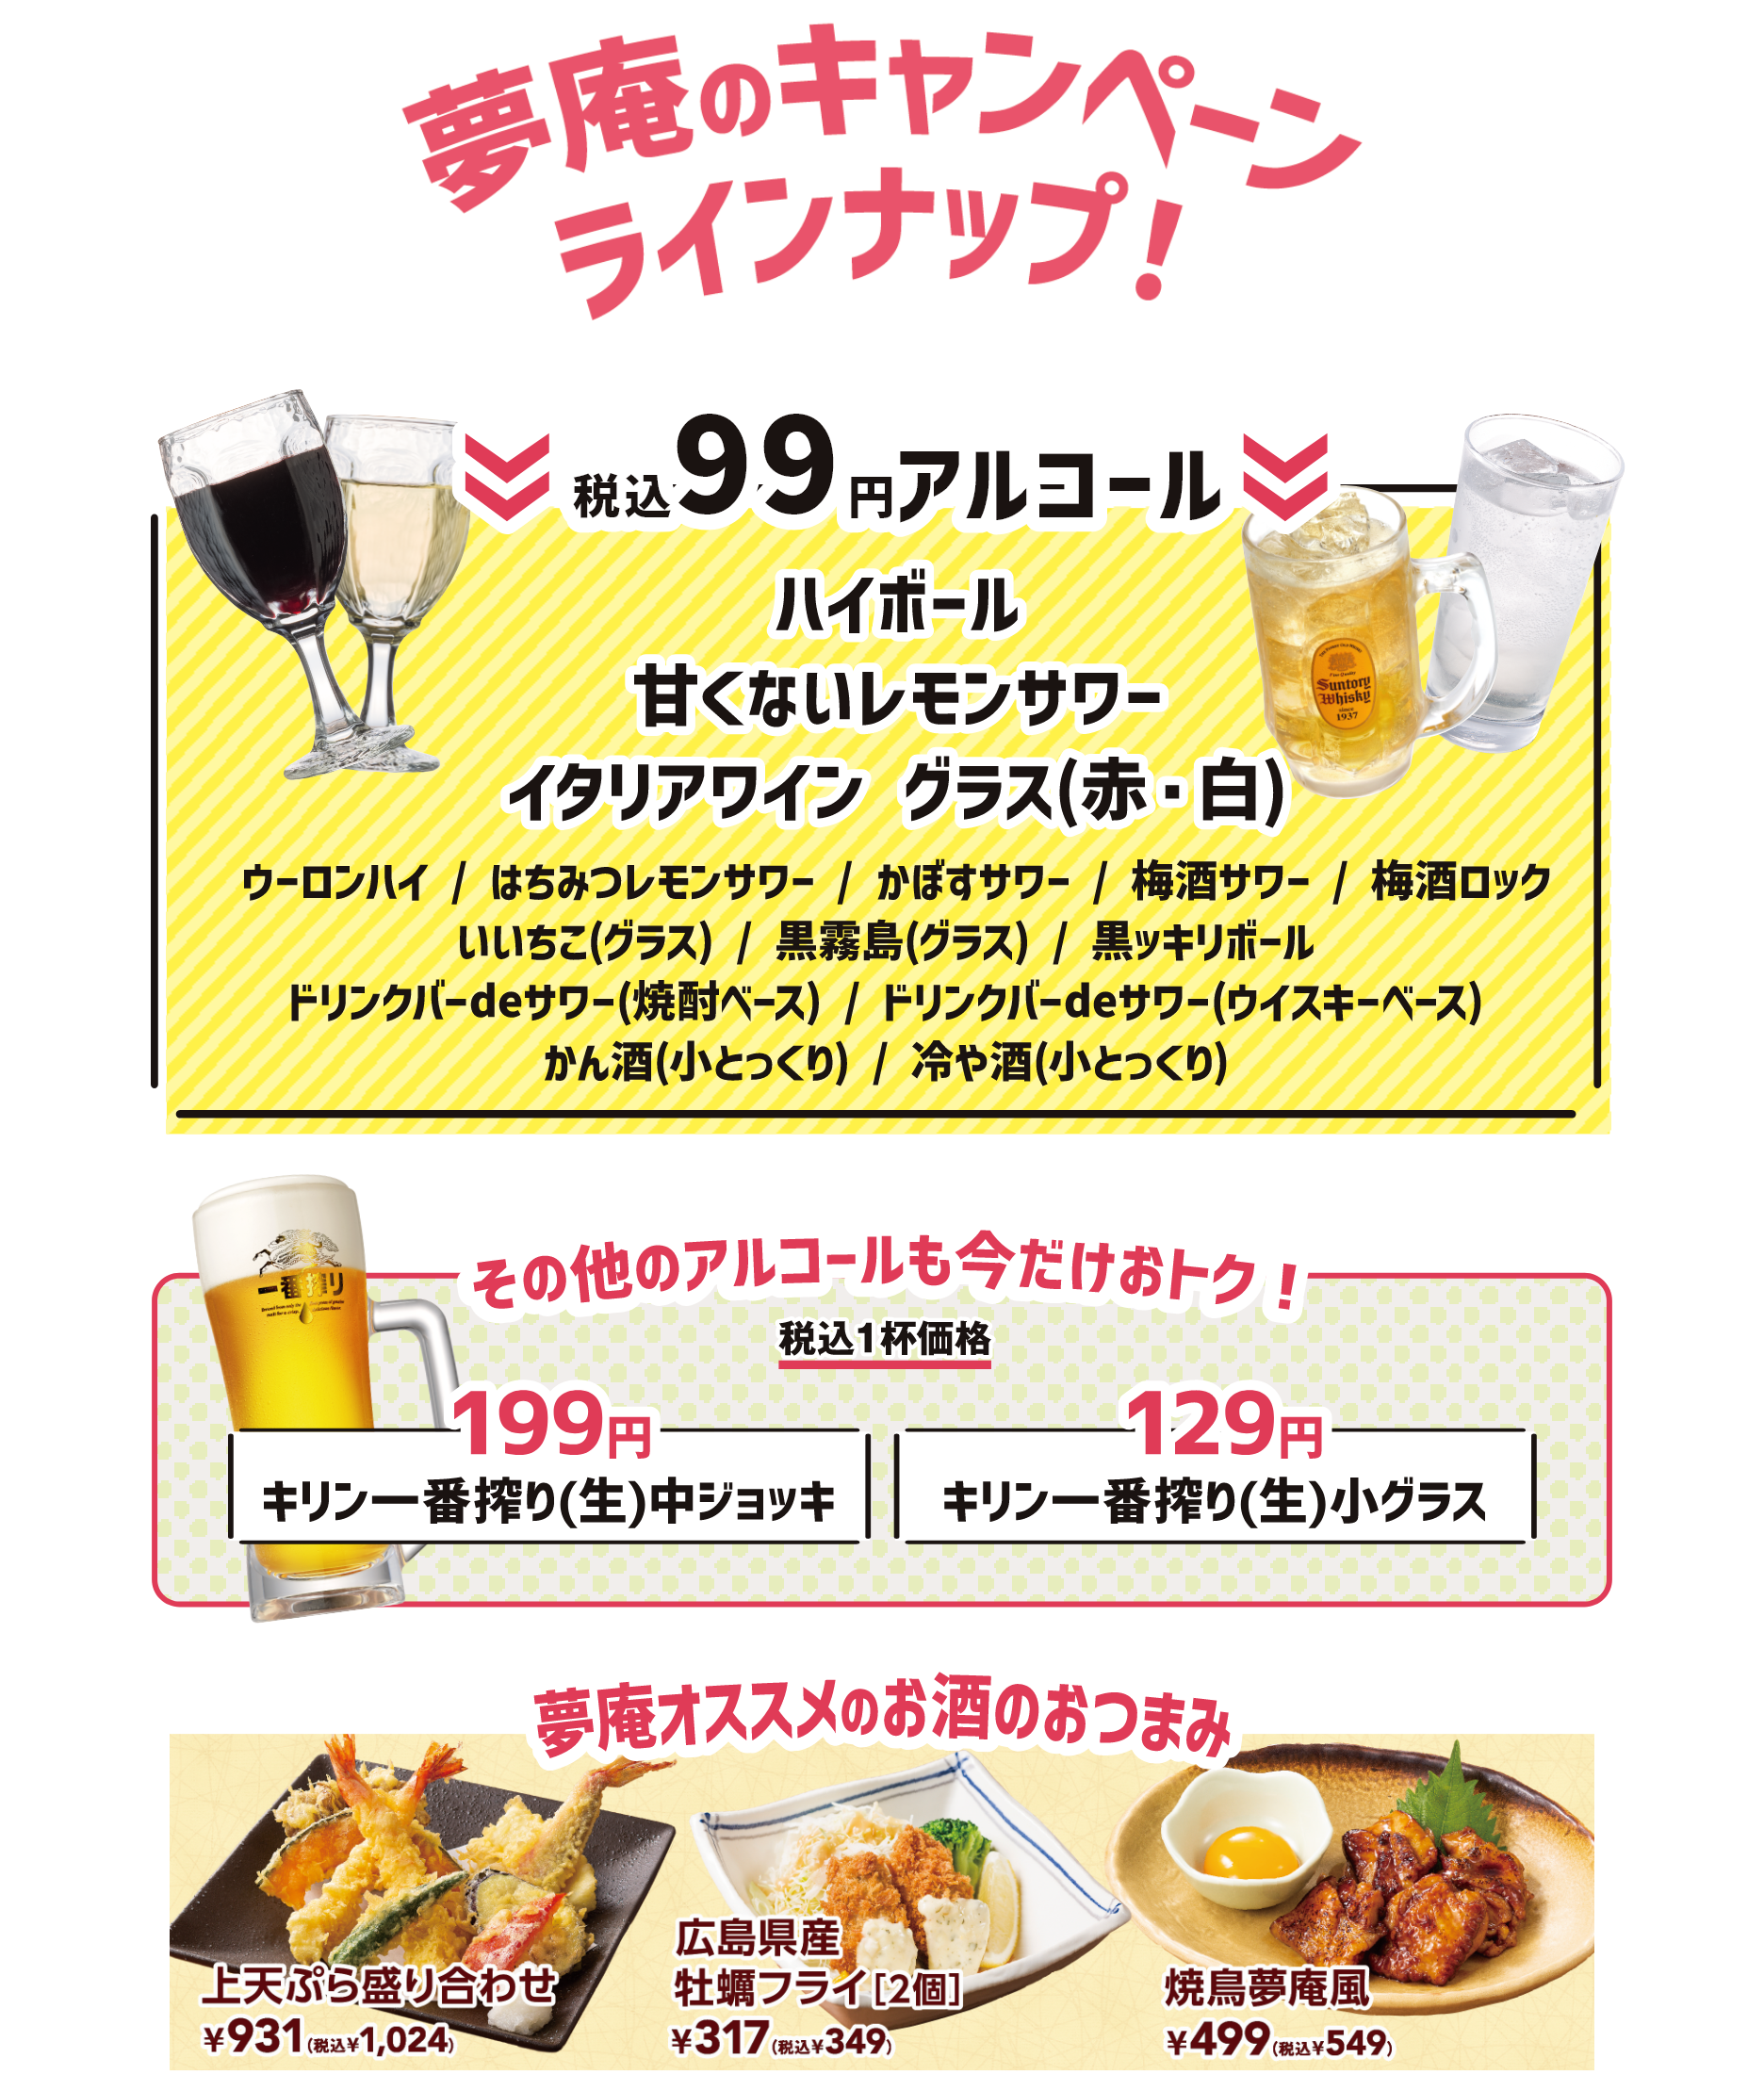 夢庵のキャンペーン
ラインナップ!
税込99円アルコール
ハイボール
甘くないレモンサワー
イタリアワイン グラス(赤・白)
Suntory
Whisky
since
1937
ウーロンハイ / はちみつレモンサワー / かぼすサワー / 梅酒サワー / 梅酒ロック
いいちこ(グラス) / 黒霧島(グラス) / 黒ッキリボール
ドリンクバーdeサワー(焼酎ベース) / ドリンクバーdeサワー(ウイスキーベース)
かん酒(小とっくり) / 冷や酒(小とっくり)
一番搾り
その他のアルコールも今だけおトク!
税込1杯価格
199円
キリン一番搾り(生)中ジョッキ
129円
キリン一番搾り(生)小グラス
夢庵オススメのお酒のおつまみ
上天ぷら盛り合わせ
¥931(税込¥1,024)
広島県産
牡蠣フライ[2個]
¥317(税込¥349)
焼鳥夢庵風
¥499(税込¥549)